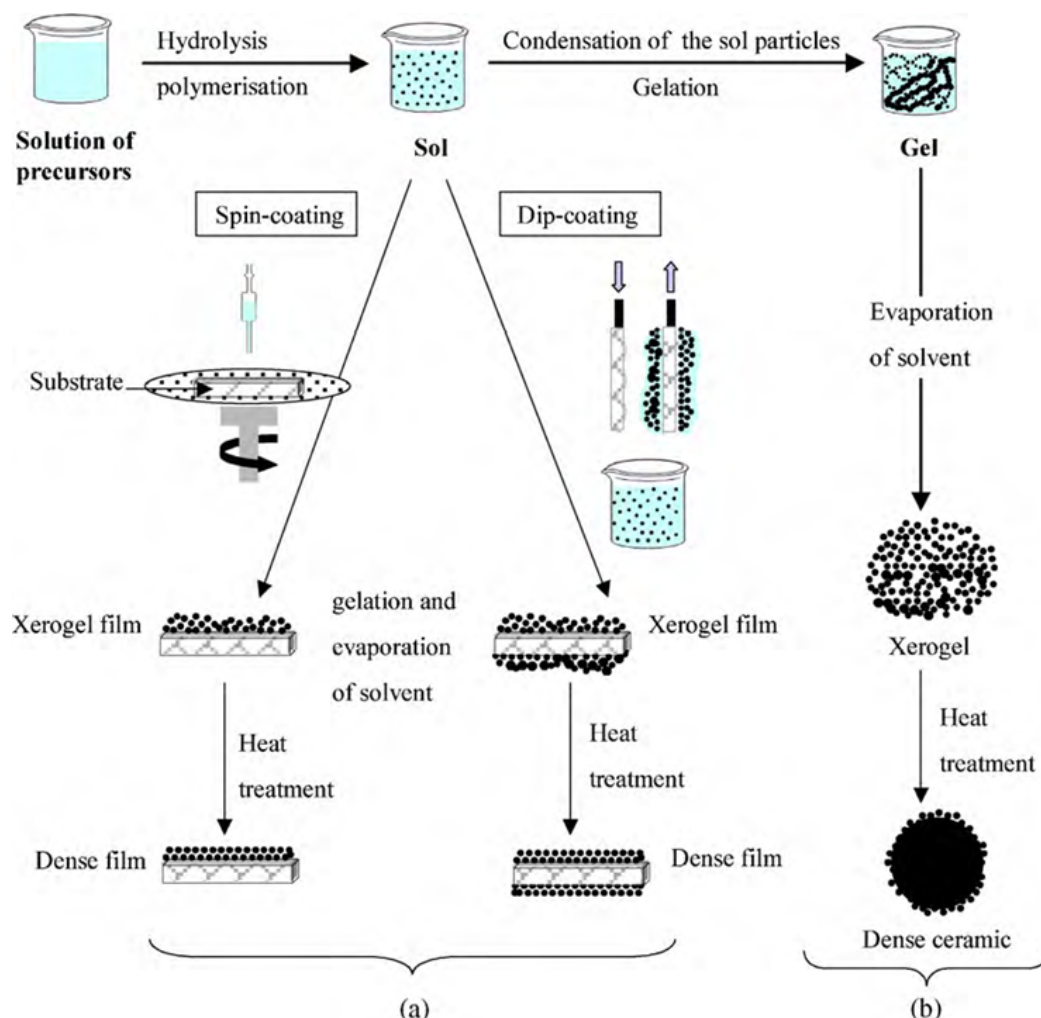 Hydrolysis
polymerisation
Condensation of the sol particles
Gelation
Solution of
precursors
Sol
Gel
Spin-coating
Dip-coating
Substrate
Evaporation
of solvent
Xerogel film
gelation and
evaporation
of solvent
Xerogel film
Xerogel
Heat
treatment
Heat
treatment
Heat
treatment
Dense film
Dense film
Dense ceramic
(a)
(b)